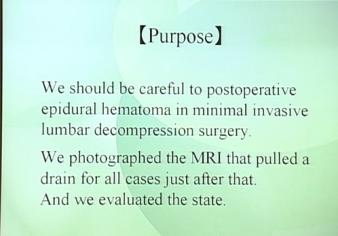 【Purpose】
We should be careful to postoperative
epidural hematoma in minimal invasive
lumbar decompression surgery.
We photographed the MRI that pulled a
drain for all cases just after that.
And we evaluated the state.